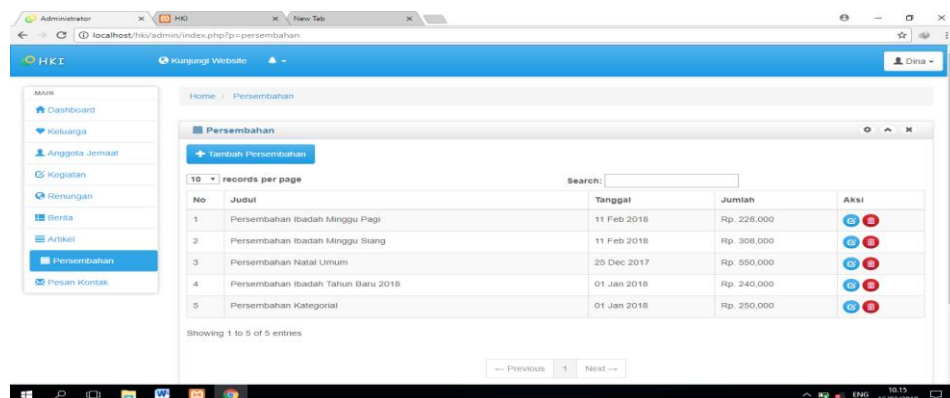 Administrator
HKI
New Tab
localhost/hki/admin/index.php?p=persembahan
HKI
Kunjungi Website
Dina
MAIN
Dashboard
Keluarga
Anggota Jemaat
Kegiatan
Renungan
Berita
Artikel
Persembahan
Pesan Kontak
Home / Persembahan
Persembahan
Tambah Persembahan
10 records per page
Search:
No Judul Tanggal Jumlah Aksi
1 Persembahan Ibadah Minggu Pagi 11 Feb 2018 Rp. 228,000
2 Persembahan Ibadah Minggu Siang 11 Feb 2018 Rp. 308,000
3 Persembahan Natal Umum 25 Dec 2017 Rp. 550,000
4 Persembahan Ibadah Tahun Baru 2018 01 Jan 2018 Rp. 240,000
5 Persembahan Kategorial 01 Jan 2018 Rp. 250,000
Showing 1 to 5 of 5 entries
← Previous 1 Next →
ENG
10.15